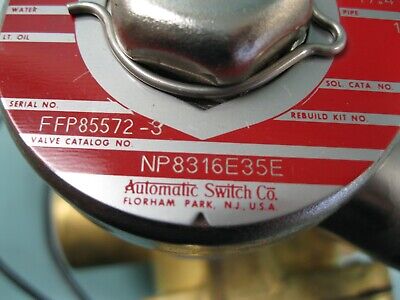 WATER
PIPE
LT. OIL
SOL. CATA. NO.
SERIAL NO.
REBUILD KIT NO.
FFP85572-3
VALVE CATALOG NO.
NP8316E35E
Automatic Switch Co.
FLORHAM PARK, N.J., U.S.A.